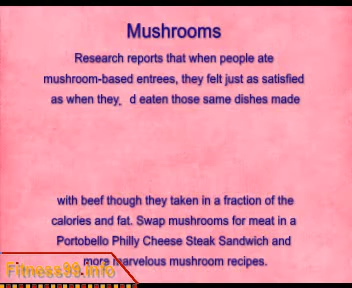 Mushrooms
Research reports that when people ate
mushroom-based entrees, they felt just as satisfied
as when they, d eaten those same dishes made
with beef though they taken in a fraction of the
calories and fat. Swap mushrooms for meat in a
Portobello Philly Cheese Steak Sandwich and
more marvelous mushroom recipes.
Fitness99.info